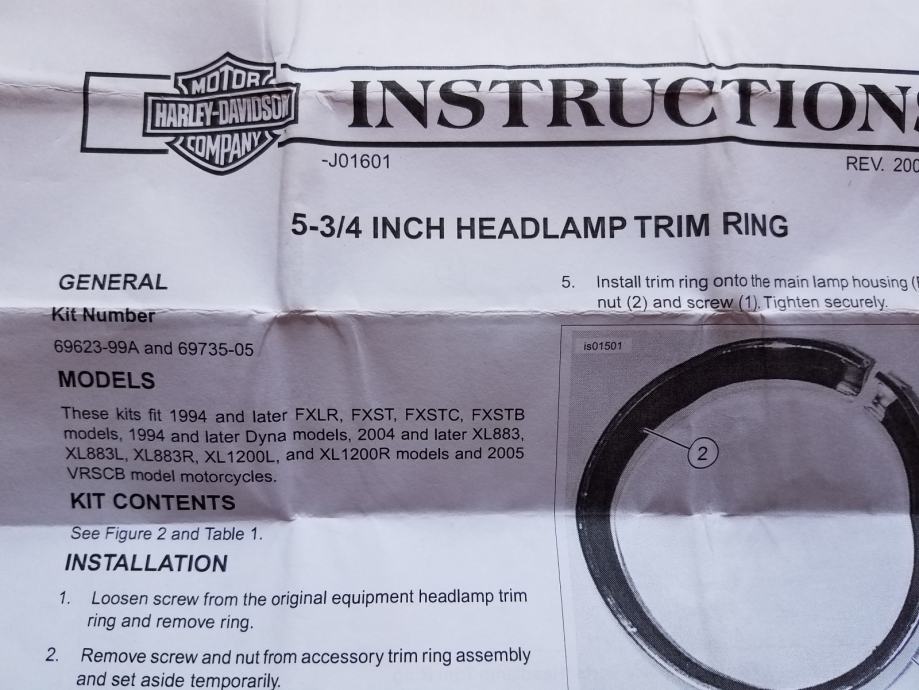 MOTOR
HARLEY-DAVIDSON
COMPANY
INSTRUCTIONS
-J01601
REV. 200
5-3/4 INCH HEADLAMP TRIM RING
GENERAL
Kit Number
69623-99A and 69735-05
MODELS
These kits fit 1994 and later FXLR, FXST, FXSTC, FXSTB
models, 1994 and later Dyna models, 2004 and later XL883,
XL883L, XL883R, XL1200L, and XL1200R models and 2005
VRSCB model motorcycles.
KIT CONTENTS
See Figure 2 and Table 1.
INSTALLATION
1. Loosen screw from the original equipment headlamp trim
ring and remove ring.
2. Remove screw and nut from accessory trim ring assembly
and set aside temporarily.
5. Install trim ring onto the main lamp housing (
nut (2) and screw (1). Tighten securely.
is01501
2